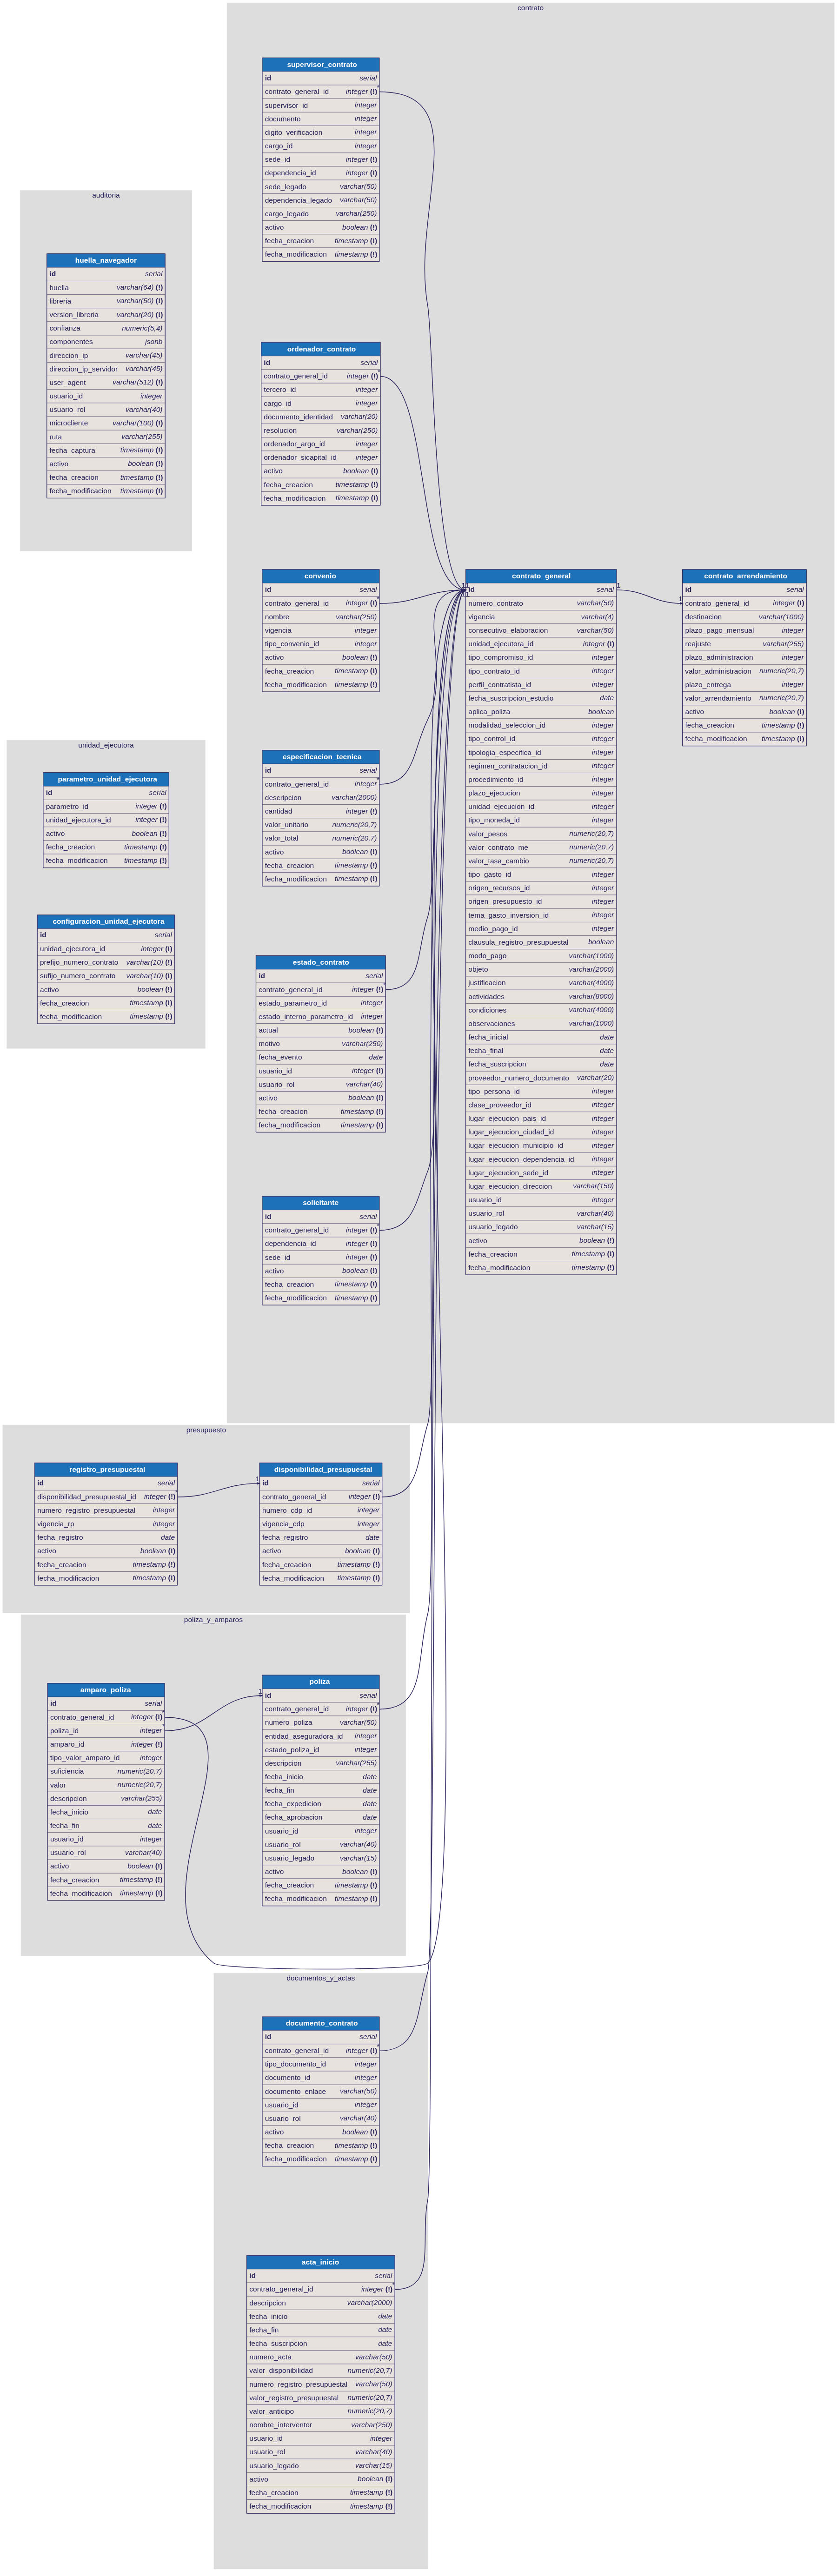 contrato
supervisor_contrato
id serial
contrato_general_id integer (!)
supervisor_id integer
documento integer
digito_verificacion integer
cargo_id integer
sede_id integer (!)
dependencia_id integer (!)
sede_legado varchar(50)
dependencia_legado varchar(50)
cargo_legado varchar(250)
activo boolean (!)
fecha_creacion timestamp (!)
fecha_modificacion timestamp (!)
auditoria
huella_navegador
id serial
huella varchar(64) (!)
libreria varchar(50) (!)
version_libreria varchar(20) (!)
confianza numeric(5,4)
componentes jsonb
direccion_ip varchar(45)
direccion_ip_servidor varchar(45)
user_agent varchar(512) (!)
usuario_id integer
usuario_rol varchar(40)
microcliente varchar(100) (!)
ruta varchar(255)
fecha_captura timestamp (!)
activo boolean (!)
fecha_creacion timestamp (!)
fecha_modificacion timestamp (!)
ordenador_contrato
id serial
contrato_general_id integer (!)
tercero_id integer
cargo_id integer
documento_identidad varchar(20)
resolucion varchar(250)
ordenador_argo_id integer
ordenador_sicapital_id integer
activo boolean (!)
fecha_creacion timestamp (!)
fecha_modificacion timestamp (!)
convenio
id serial
contrato_general_id integer (!)
nombre varchar(250)
vigencia integer
tipo_convenio_id integer
activo boolean (!)
fecha_creacion timestamp (!)
fecha_modificacion timestamp (!)
contrato_general
id serial
numero_contrato varchar(50)
vigencia varchar(4)
consecutivo_elaboracion varchar(50)
unidad_ejecutora_id integer (!)
tipo_compromiso_id integer
tipo_contrato_id integer
perfil_contratista_id integer
fecha_suscripcion_estudio date
aplica_poliza boolean
modalidad_seleccion_id integer
tipo_control_id integer
tipologia_especifica_id integer
regimen_contratacion_id integer
procedimiento_id integer
plazo_ejecucion integer
unidad_ejecucion_id integer
tipo_moneda_id integer
valor_pesos numeric(20,7)
valor_contrato_me numeric(20,7)
valor_tasa_cambio numeric(20,7)
tipo_gasto_id integer
origen_recursos_id integer
origen_presupuesto_id integer
tema_gasto_inversion_id integer
medio_pago_id integer
clausula_registro_presupuestal boolean
modo_pago varchar(1000)
objeto varchar(2000)
justificacion varchar(4000)
actividades varchar(8000)
condiciones varchar(4000)
observaciones varchar(1000)
fecha_inicial date
fecha_final date
fecha_suscripcion date
proveedor_numero_documento varchar(20)
tipo_persona_id integer
clase_proveedor_id integer
lugar_ejecucion_pais_id integer
lugar_ejecucion_ciudad_id integer
lugar_ejecucion_municipio_id integer
lugar_ejecucion_dependencia_id integer
lugar_ejecucion_sede_id integer
lugar_ejecucion_direccion varchar(150)
usuario_id integer
usuario_rol varchar(40)
usuario_legado varchar(15)
activo boolean (!)
fecha_creacion timestamp (!)
fecha_modificacion timestamp (!)
1
1
contrato_arrendamiento
id serial
contrato_general_id integer (!)
destinacion varchar(1000)
plazo_pago_mensual integer
reajuste varchar(255)
plazo_administracion integer
valor_administracion numeric(20,7)
plazo_entrega integer
valor_arrendamiento numeric(20,7)
activo boolean (!)
fecha_creacion timestamp (!)
fecha_modificacion timestamp (!)
unidad_ejecutora
parametro_unidad_ejecutora
id serial
parametro_id integer (!)
unidad_ejecutora_id integer (!)
activo boolean (!)
fecha_creacion timestamp (!)
fecha_modificacion timestamp (!)
configuracion_unidad_ejecutora
id serial
unidad_ejecutora_id integer (!)
prefijo_numero_contrato varchar(10) (!)
sufijo_numero_contrato varchar(10) (!)
activo boolean (!)
fecha_creacion timestamp (!)
fecha_modificacion timestamp (!)
especificacion_tecnica
id serial
contrato_general_id integer
descripcion varchar(2000)
cantidad integer (!)
valor_unitario numeric(20,7)
valor_total numeric(20,7)
activo boolean (!)
fecha_creacion timestamp (!)
fecha_modificacion timestamp (!)
estado_contrato
id serial
contrato_general_id integer (!)
estado_parametro_id integer
estado_interno_parametro_id integer
actual boolean (!)
motivo varchar(250)
fecha_evento date
usuario_id integer (!)
usuario_rol varchar(40)
activo boolean (!)
fecha_creacion timestamp (!)
fecha_modificacion timestamp (!)
solicitante
id serial
contrato_general_id integer (!)
dependencia_id integer (!)
sede_id integer (!)
activo boolean (!)
fecha_creacion timestamp (!)
fecha_modificacion timestamp (!)
presupuesto
registro_presupuestal
id serial
disponibilidad_presupuestal_id integer (!)
numero_registro_presupuestal integer
vigencia_rp integer
fecha_registro date
activo boolean (!)
fecha_creacion timestamp (!)
fecha_modificacion timestamp (!)
1
disponibilidad_presupuestal
id serial
contrato_general_id integer (!)
numero_cdp_id integer
vigencia_cdp integer
fecha_registro date
activo boolean (!)
fecha_creacion timestamp (!)
fecha_modificacion timestamp (!)
poliza_y_amparos
amparo_poliza
id serial
contrato_general_id integer (!)
poliza_id integer
amparo_id integer (!)
tipo_valor_amparo_id integer
suficiencia numeric(20,7)
valor numeric(20,7)
descripcion varchar(255)
fecha_inicio date
fecha_fin date
usuario_id integer
usuario_rol varchar(40)
activo boolean (!)
fecha_creacion timestamp (!)
fecha_modificacion timestamp (!)
1
poliza
id serial
contrato_general_id integer (!)
numero_poliza varchar(50)
entidad_aseguradora_id integer
estado_poliza_id integer
descripcion varchar(255)
fecha_inicio date
fecha_fin date
fecha_expedicion date
fecha_aprobacion date
usuario_id integer
usuario_rol varchar(40)
usuario_legado varchar(15)
activo boolean (!)
fecha_creacion timestamp (!)
fecha_modificacion timestamp (!)
documentos_y_actas
documento_contrato
id serial
contrato_general_id integer (!)
tipo_documento_id integer
documento_id integer
documento_enlace varchar(50)
usuario_id integer
usuario_rol varchar(40)
activo boolean (!)
fecha_creacion timestamp (!)
fecha_modificacion timestamp (!)
acta_inicio
id serial
contrato_general_id integer (!)
descripcion varchar(2000)
fecha_inicio date
fecha_fin date
fecha_suscripcion date
numero_acta varchar(50)
valor_disponibilidad numeric(20,7)
numero_registro_presupuestal varchar(50)
valor_registro_presupuestal numeric(20,7)
valor_anticipo numeric(20,7)
nombre_interventor varchar(250)
usuario_id integer
usuario_rol varchar(40)
usuario_legado varchar(15)
activo boolean (!)
fecha_creacion timestamp (!)
fecha_modificacion timestamp (!)